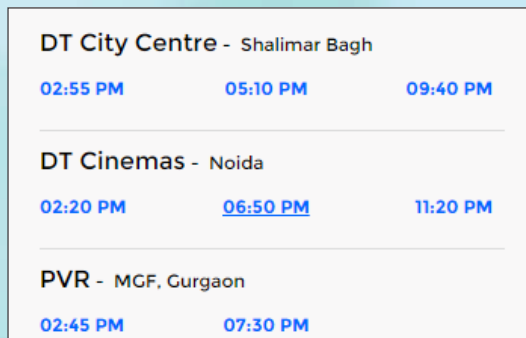 DT City Centre - Shalimar Bagh
02:55 PM 05:10 PM 09:40 PM
DT Cinemas - Noida
02:20 PM 06:50 PM 11:20 PM
PVR - MGF, Gurgaon
02:45 PM 07:30 PM